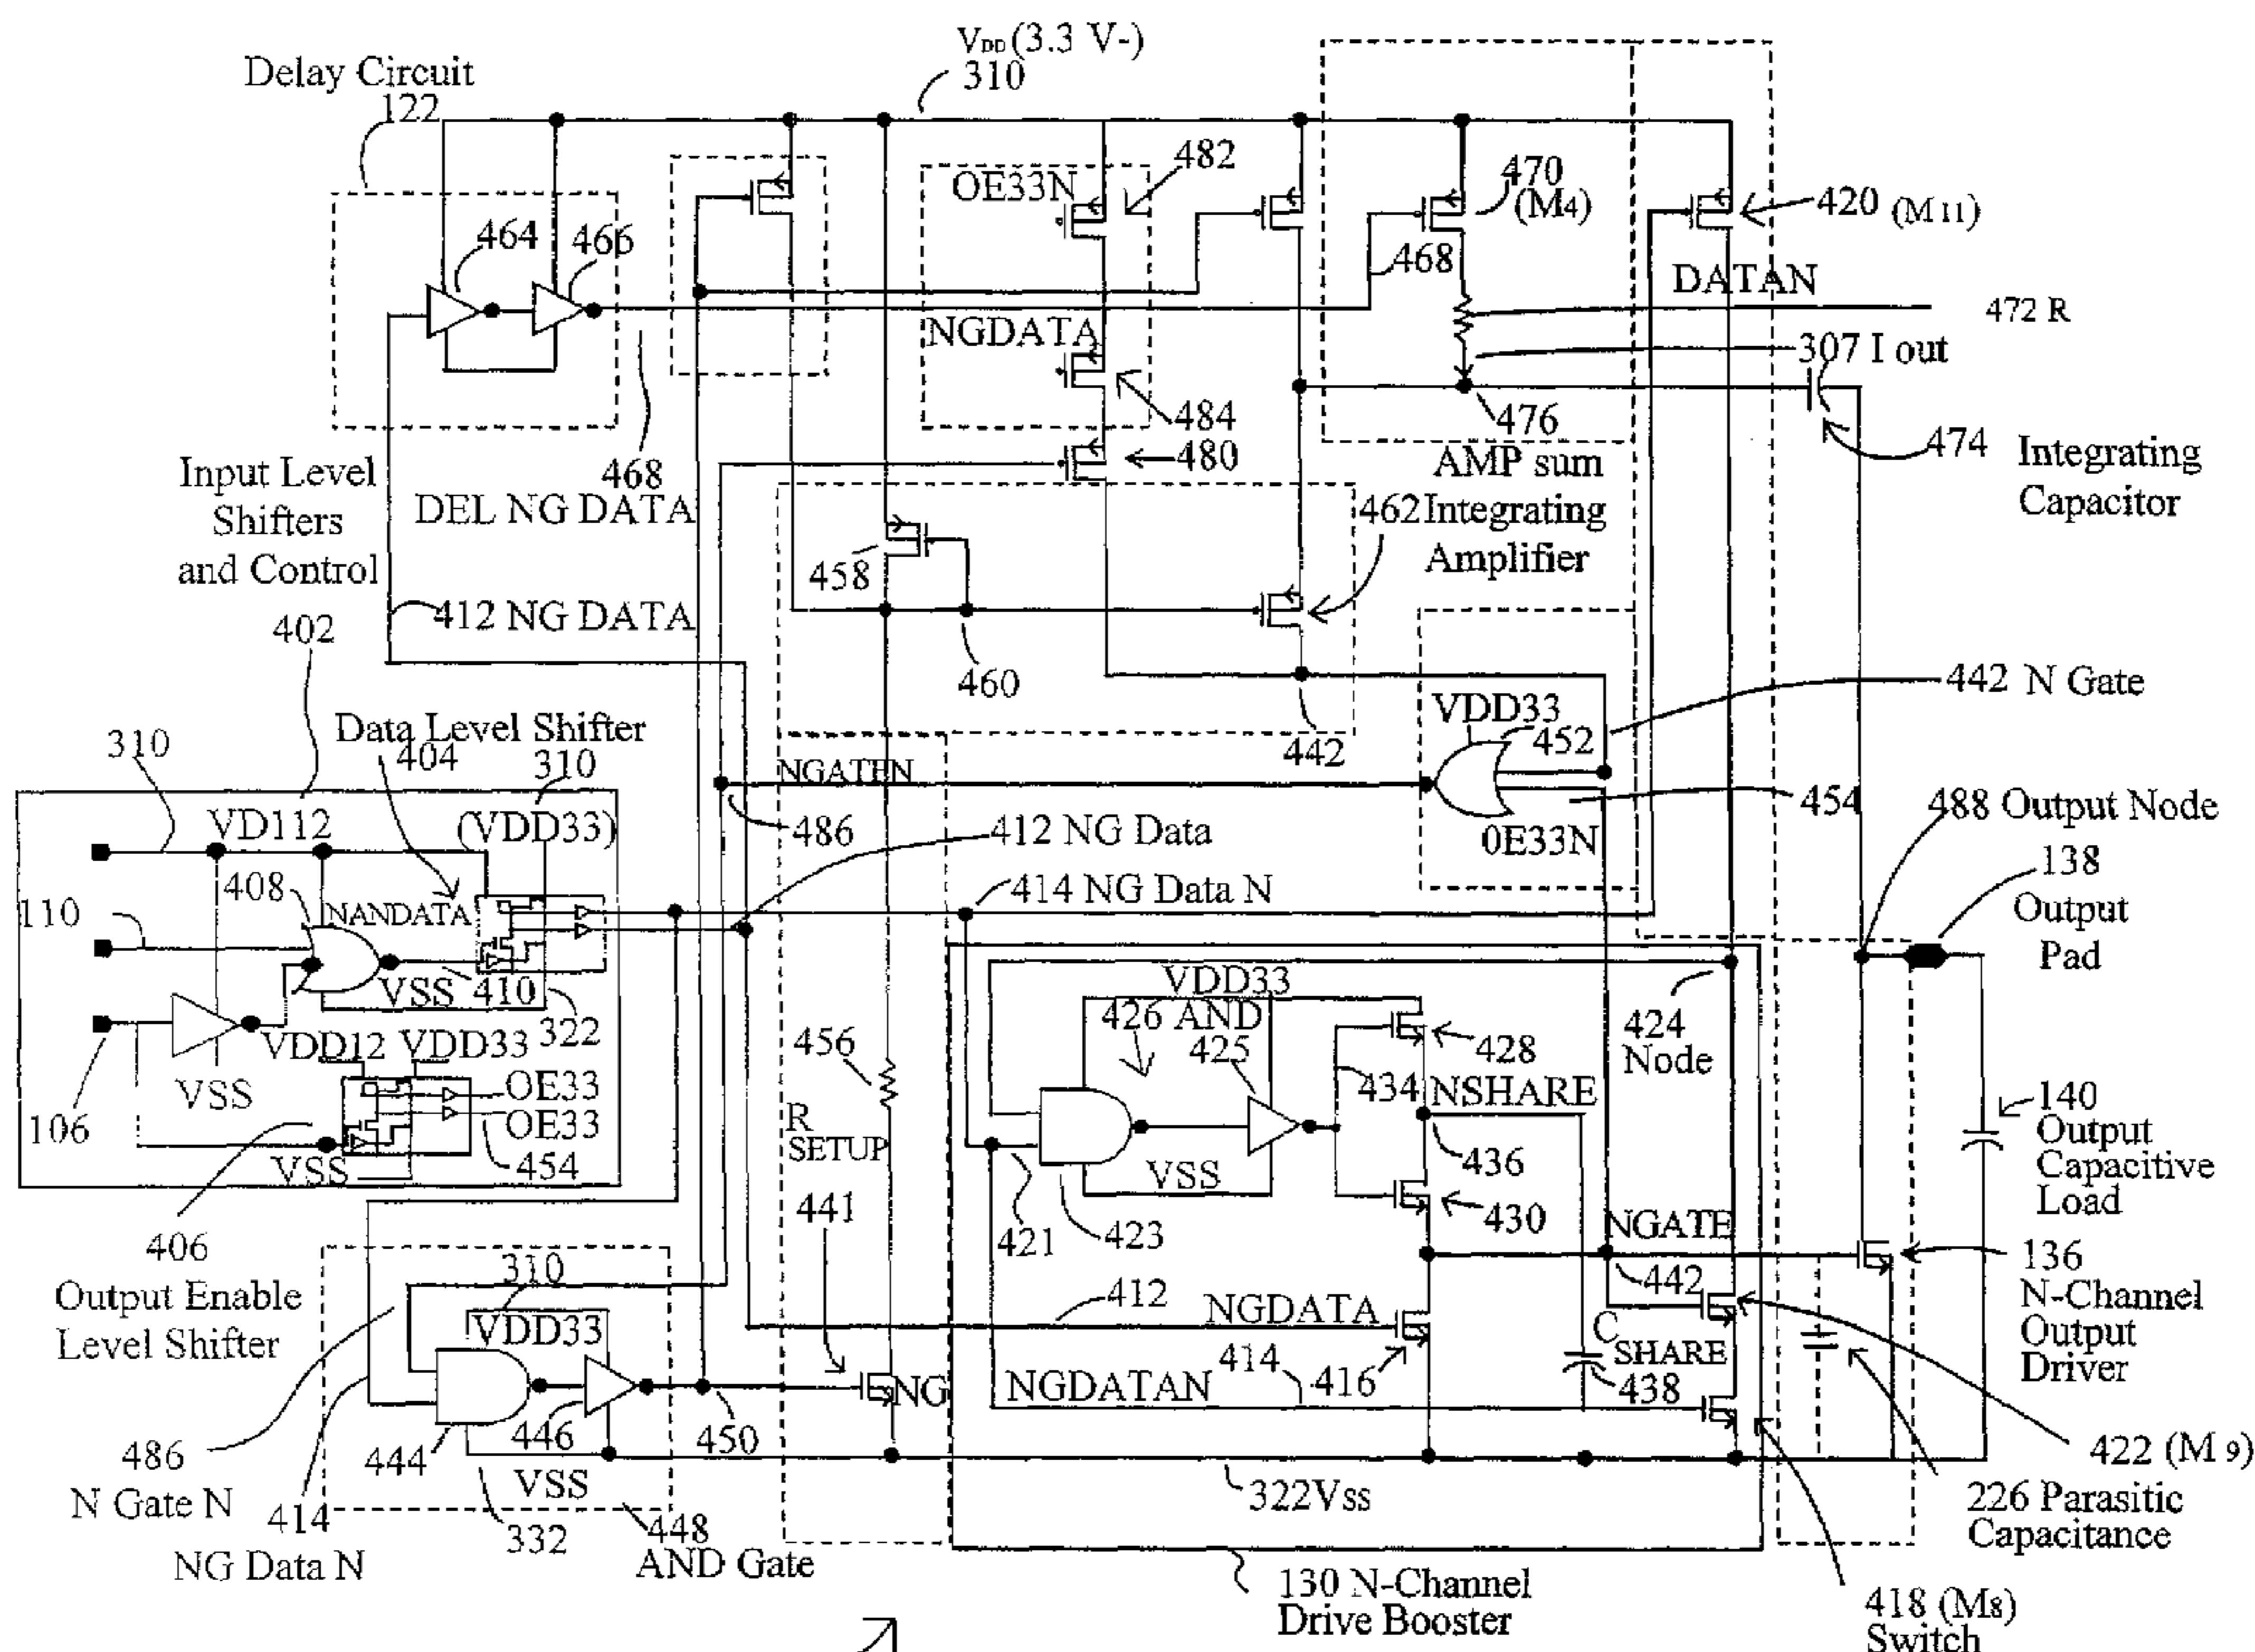 VDD (3.3 V-)
310
Delay Circuit
122
482
OE33N
470
(M4)
420 (M11)
464
466
468
DATAN
472 R
NGDATA
307 I out
484
476
480
AMP sum
474 Integrating
Capacitor
Input Level
Shifters
and Control
468
DEL NG DATA
462 Integrating
Amplifier
458
412 NG DATA
402
460
442 N Gate
VDD33
452
442
Data Level Shifter
404
310
310
NGATEN
454
488 Output Node
VD112
(VDD33)
486
412 NG Data
0E33N
138
Output
Pad
408
NANDATA
414 NG Data N
110
VSS
410
322
VDD33
426 AND
425
424
Node
428
VDD12
VDD33
456
434
NSHARE
VSS
OE33
OE33
106
R
SETUP
140
Output
Capacitive
Load
436
VSS
454
VSS
441
430
421
423
NGATE
406
Output Enable
Level Shifter
310
136
N-Channel
Output
Driver
442
412
NGDATA
VDD33
C
SHARE
414
416
438
NG
NGDATAN
486
N Gate N
444
446
450
422 (M 9)
VSS
322Vss
226 Parasitic
Capacitance
414
NG Data N
332
448
AND Gate
130 N-Channel
Drive Booster
418 (M8)
Switch